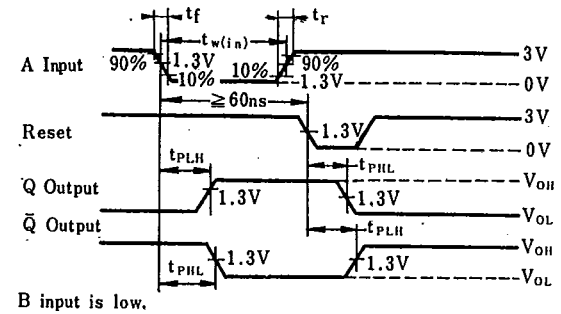 tf tr
tw(in)
A Input 90% 1.3V 10% 10% 90% 1.3V 3V 0V
≧60ns
Reset 1.3V 3V 0V
tPLH tPHL
Q Output 1.3V 1.3V VOH VOL
tPLH
Q̄ Output 1.3V 1.3V VOH VOL
tPHL
B input is low,